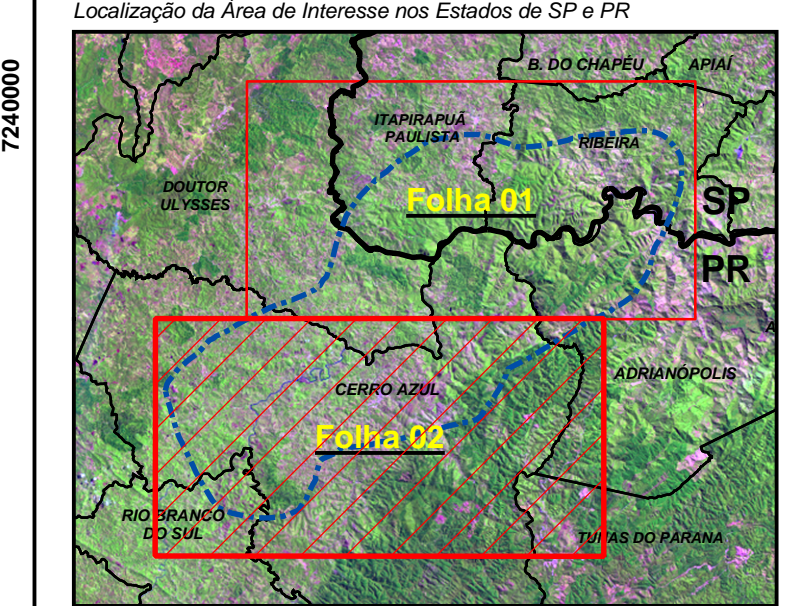 Localização da Área de Interesse nos Estados de SP e PR
7240000
B. DO CHAPÉU
APIAÍ
ITAPIRAPUÃ
PAULISTA
RIBEIRA
DOUTOR
ULYSSES
Folha 01
SP
PR
CERRO AZUL
ADRIANÓPOLIS
A
Folha 02
RIO BRANCO
DO SUL
TUNAS DO PARANA